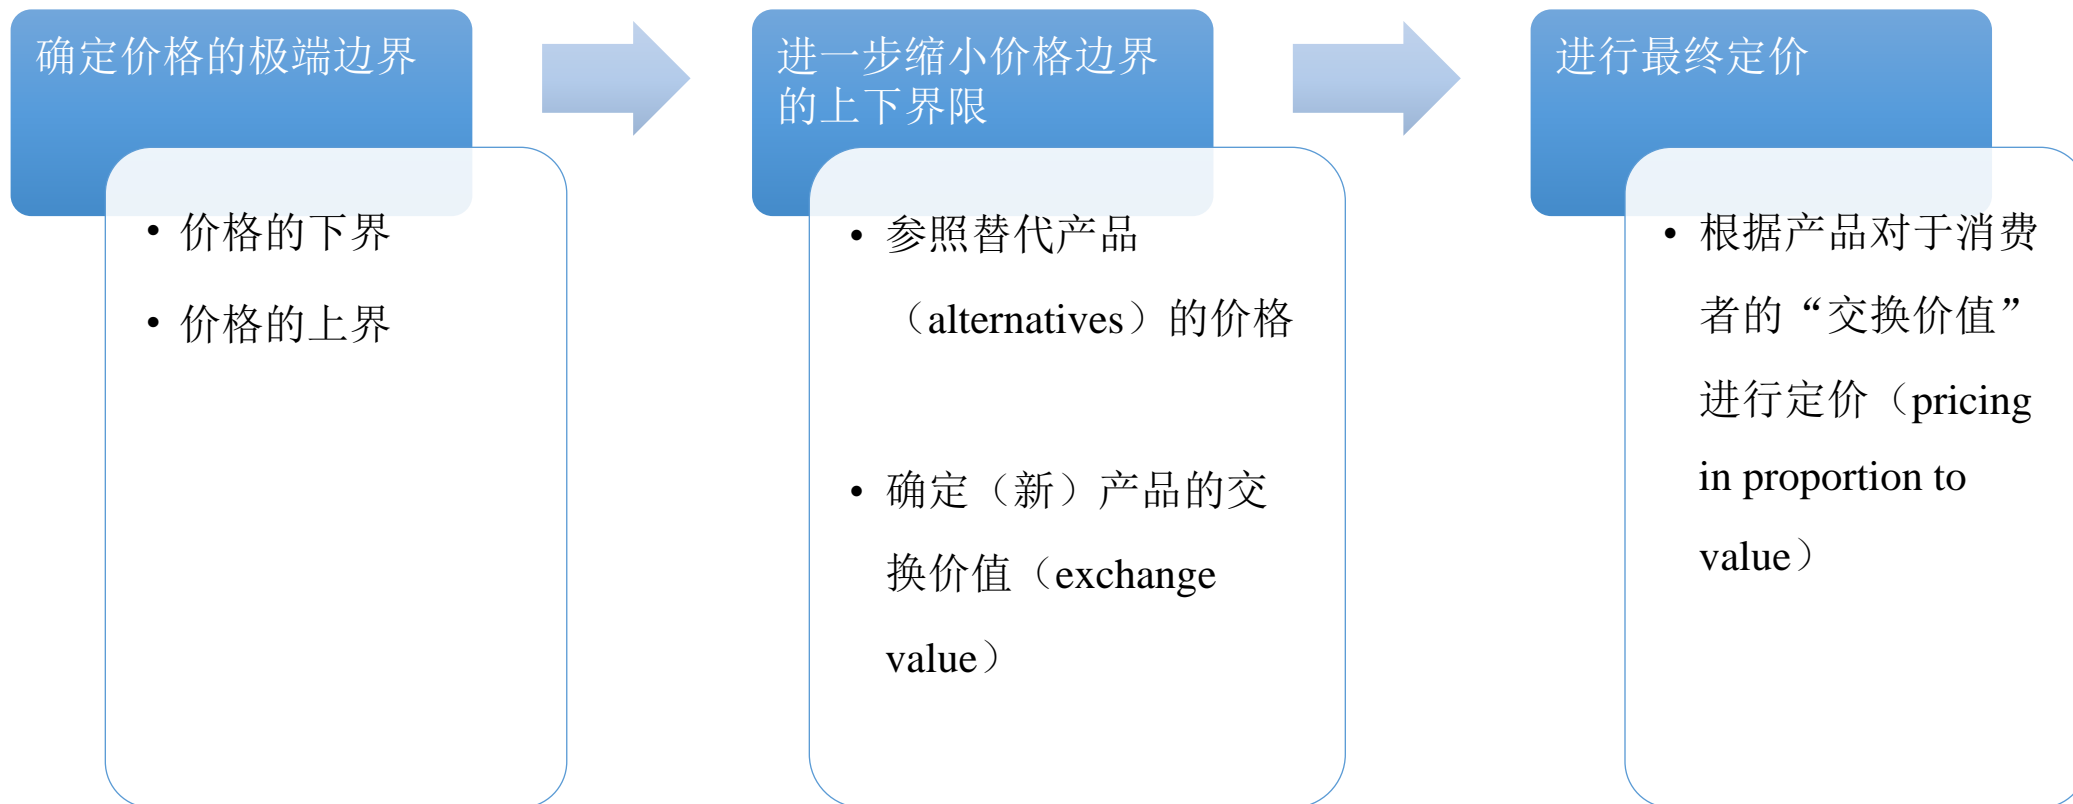 确定价格的极端边界
• 价格的下界
• 价格的上界
进一步缩小价格边界
的上下界限
• 参照替代产品
（alternatives）的价格
• 确定（新）产品的交
换价值（exchange
value）
进行最终定价
• 根据产品对于消费
者的“交换价值”
进行定价（pricing
in proportion to
value）